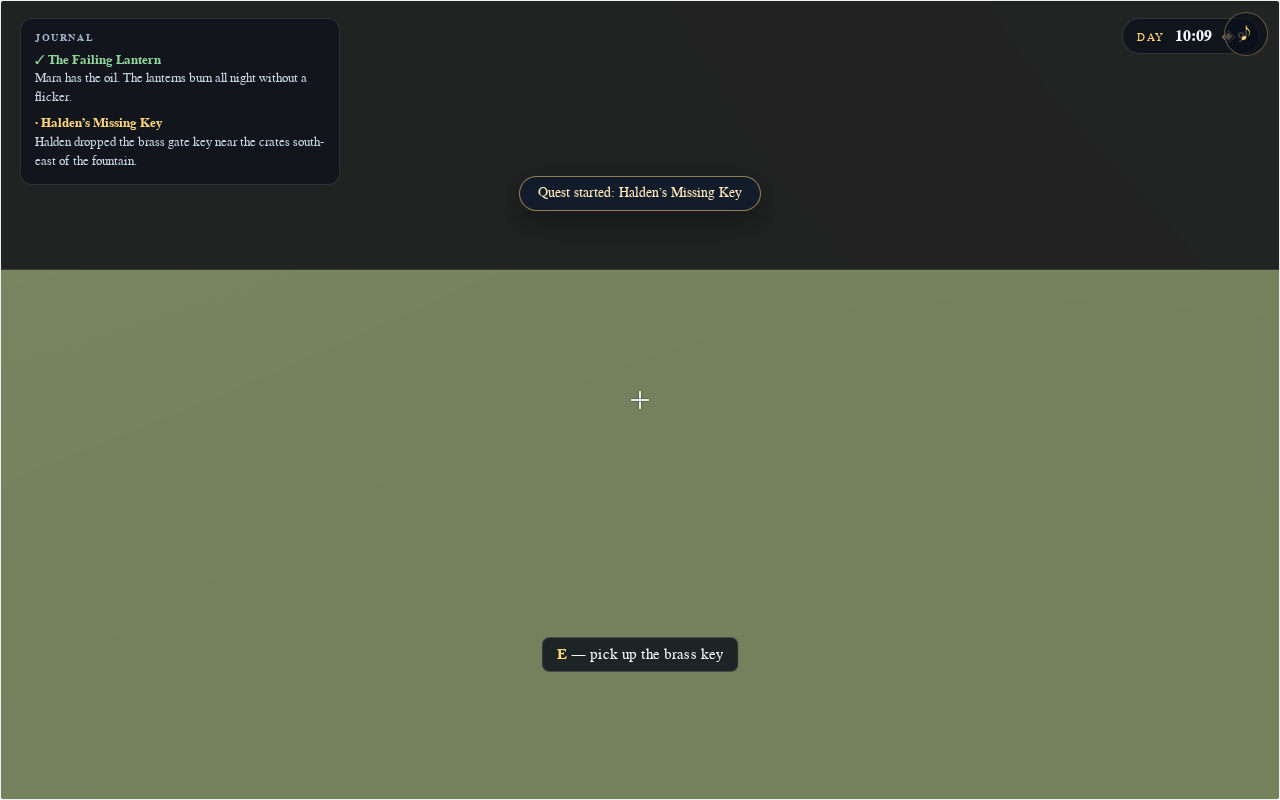 JOURNAL
✓ The Failing Lantern
Mara has the oil. The lanterns burn all night without a
flicker.
· Halden's Missing Key
Halden dropped the brass gate key near the crates south-
east of the fountain.
DAY 10:09
Quest started: Halden's Missing Key
E — pick up the brass key